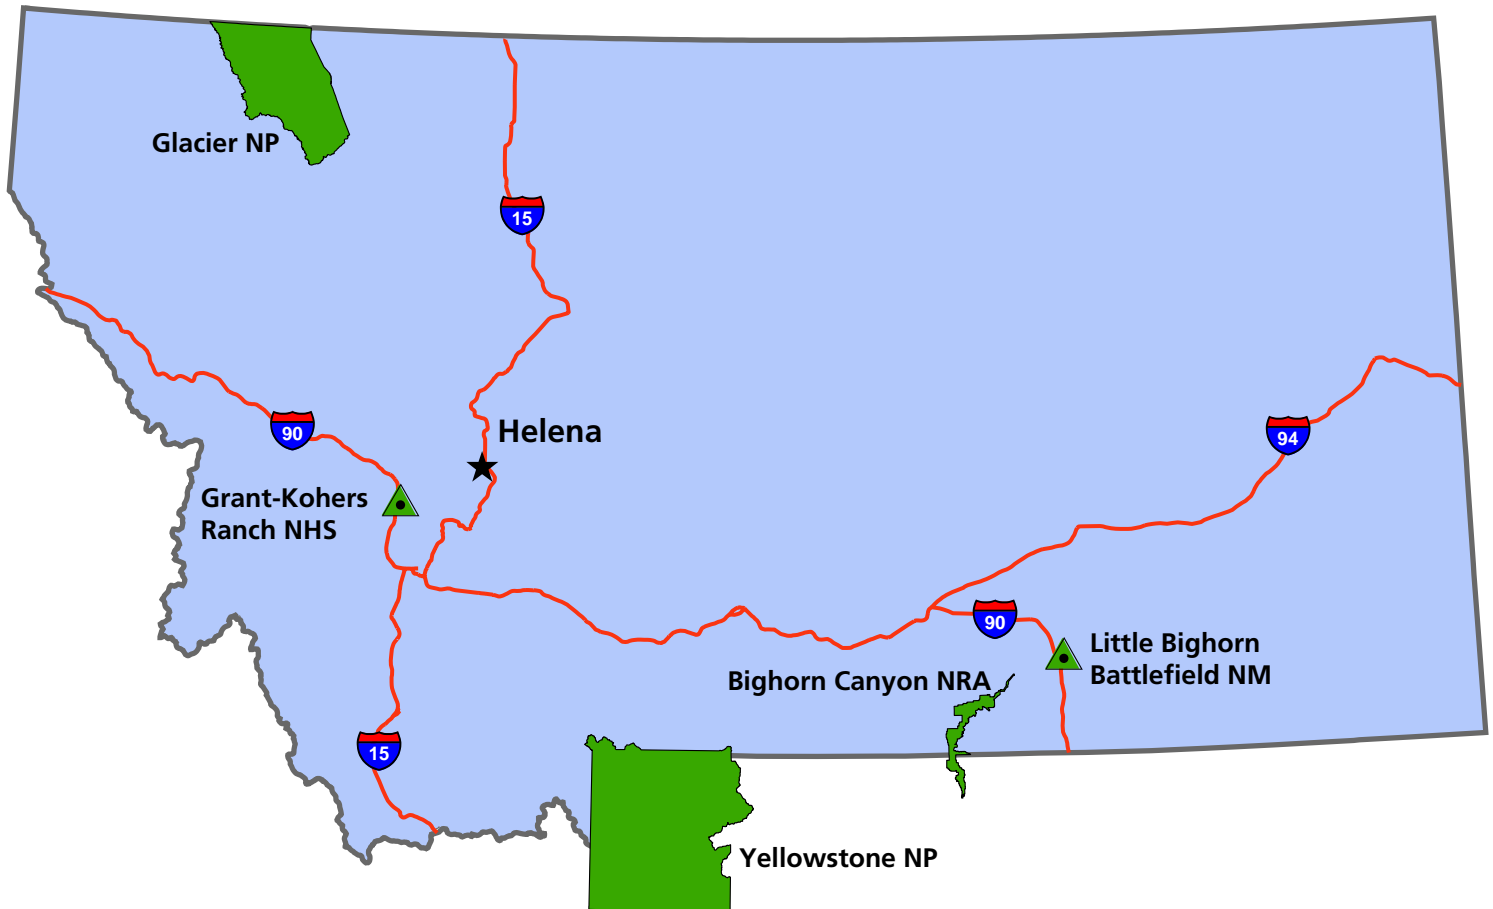 Glacier NP
15
Helena
90
94
Grant-Kohers
Ranch NHS
90
Little Bighorn
Battlefield NM
Bighorn Canyon NRA
15
Yellowstone NP